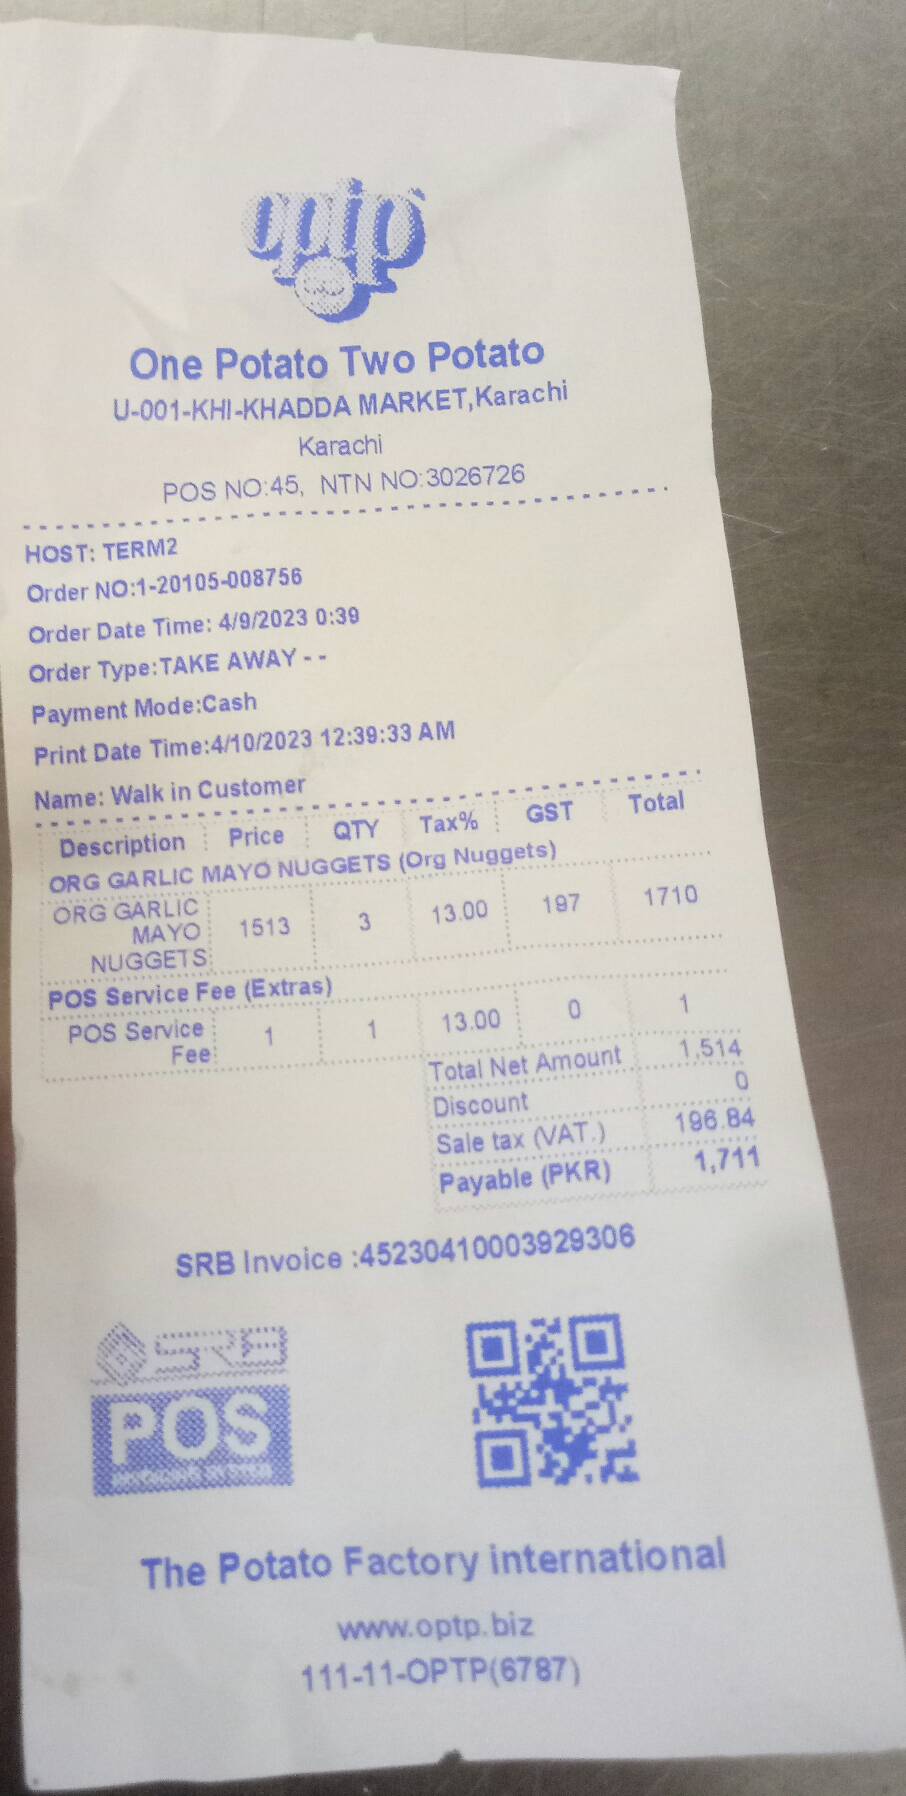 optp
One Potato Two Potato
U-001-KHI-KHADDA MARKET,Karachi
Karachi
POS NO:45, NTN NO:3026726
HOST: TERM2
Order NO:1-20105-008756
Order Date Time: 4/9/2023 0:39
Order Type:TAKE AWAY - -
Payment Mode:Cash
Print Date Time:4/10/2023 12:39:33 AM
Name: Walk in Customer
Description Price QTY Tax% GST Total
ORG GARLIC MAYO NUGGETS (Org Nuggets)
ORG GARLIC
MAYO 1513 3 13.00 197 1710
NUGGETS
POS Service Fee (Extras)
POS Service 1 1 13.00 0 1
Fee
Total Net Amount 1,514
Discount 0
Sale tax (VAT.) 196.84
Payable (PKR) 1,711
SRB Invoice :45230410003929306
SRB
POS
The Potato Factory international
www.optp.biz
111-11-OPTP(6787)